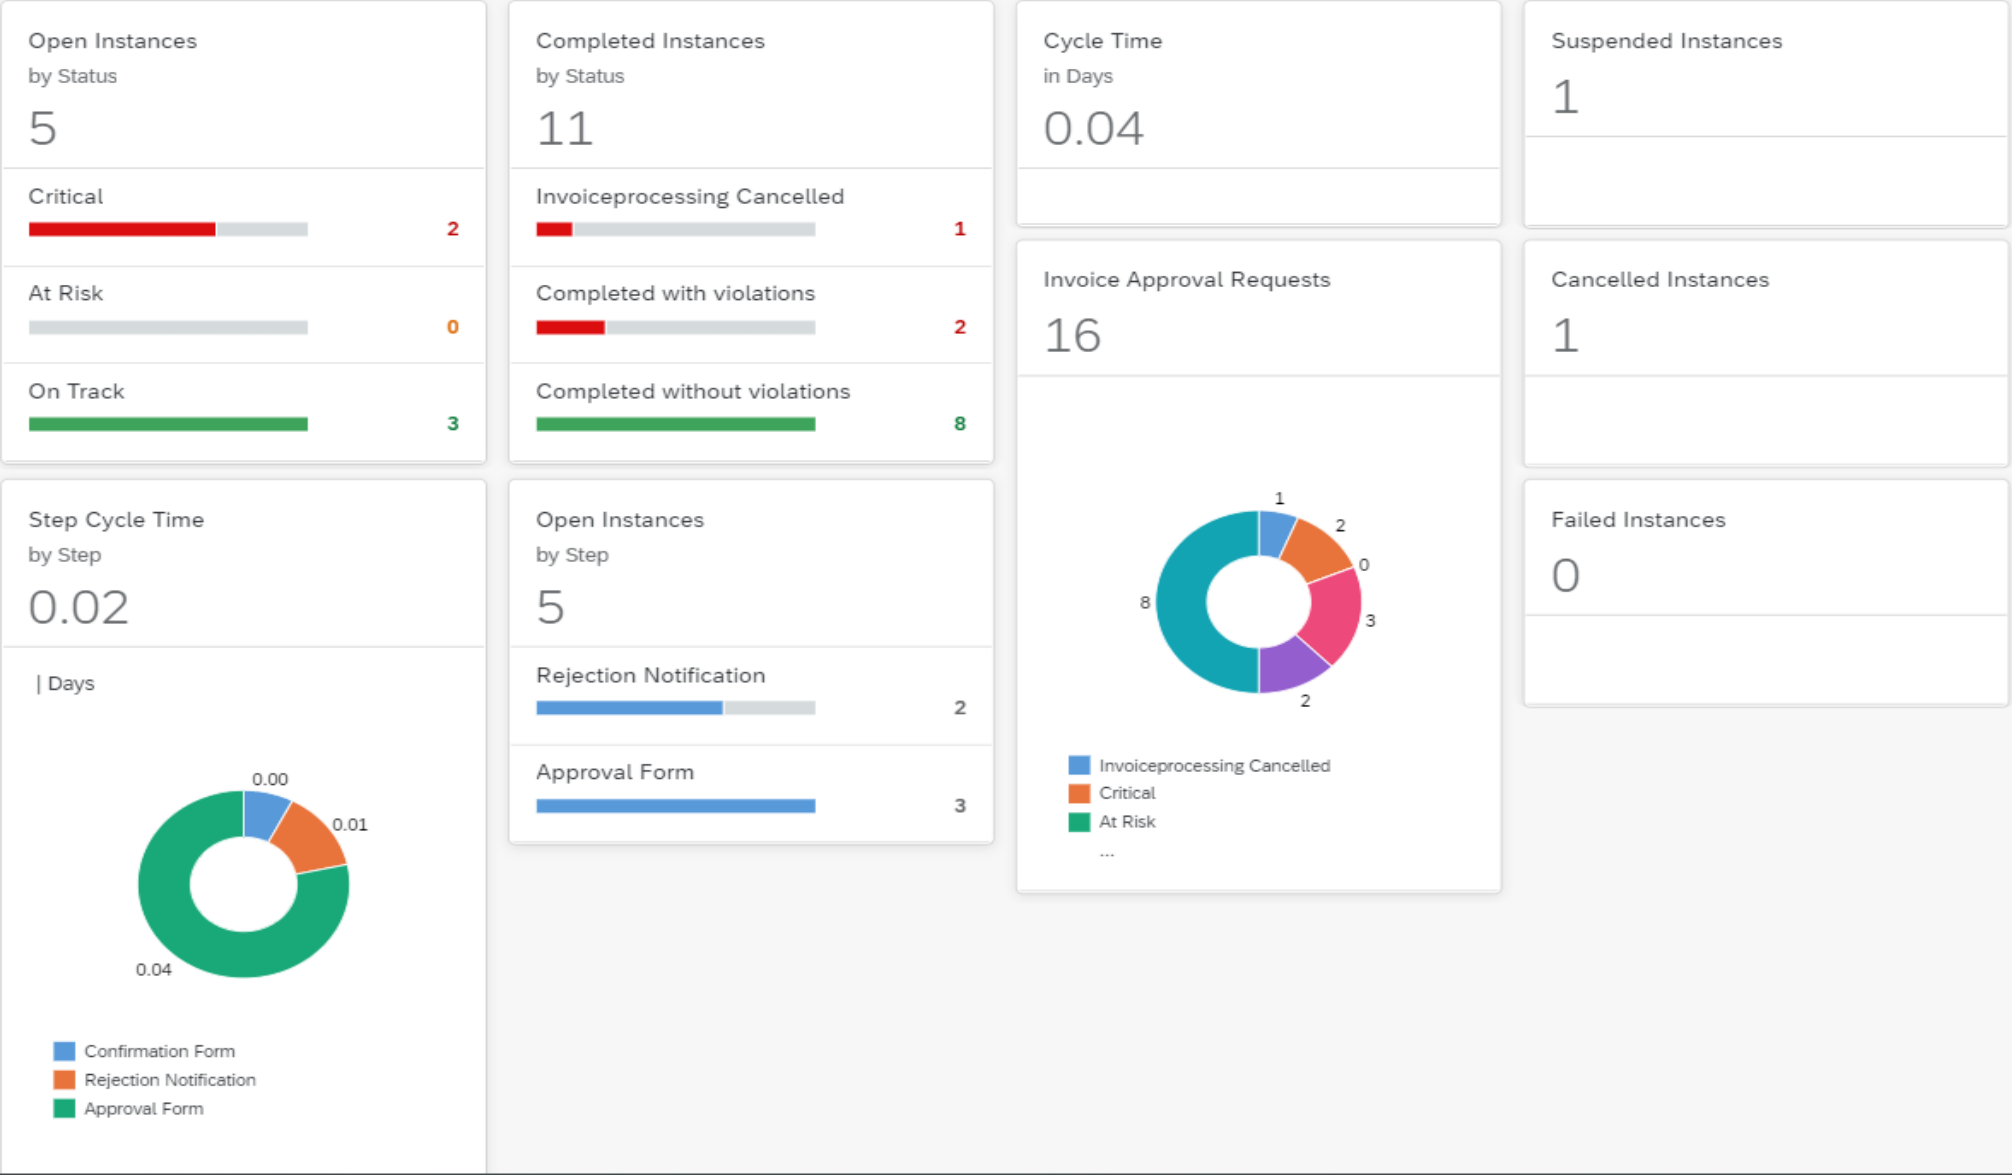 Open Instances
by Status
5
Critical
2
At Risk
0
On Track
3
Completed Instances
by Status
11
Invoiceprocessing Cancelled
1
Completed with violations
2
Completed without violations
8
Cycle Time
in Days
0.04
Suspended Instances
1
Invoice Approval Requests
16
1
2
0
3
2
8
Invoiceprocessing Cancelled
Critical
At Risk
...
Cancelled Instances
1
Step Cycle Time
by Step
0.02
| Days
0.00
0.01
0.04
Confirmation Form
Rejection Notification
Approval Form
Open Instances
by Step
5
Rejection Notification
2
Approval Form
3
Failed Instances
0